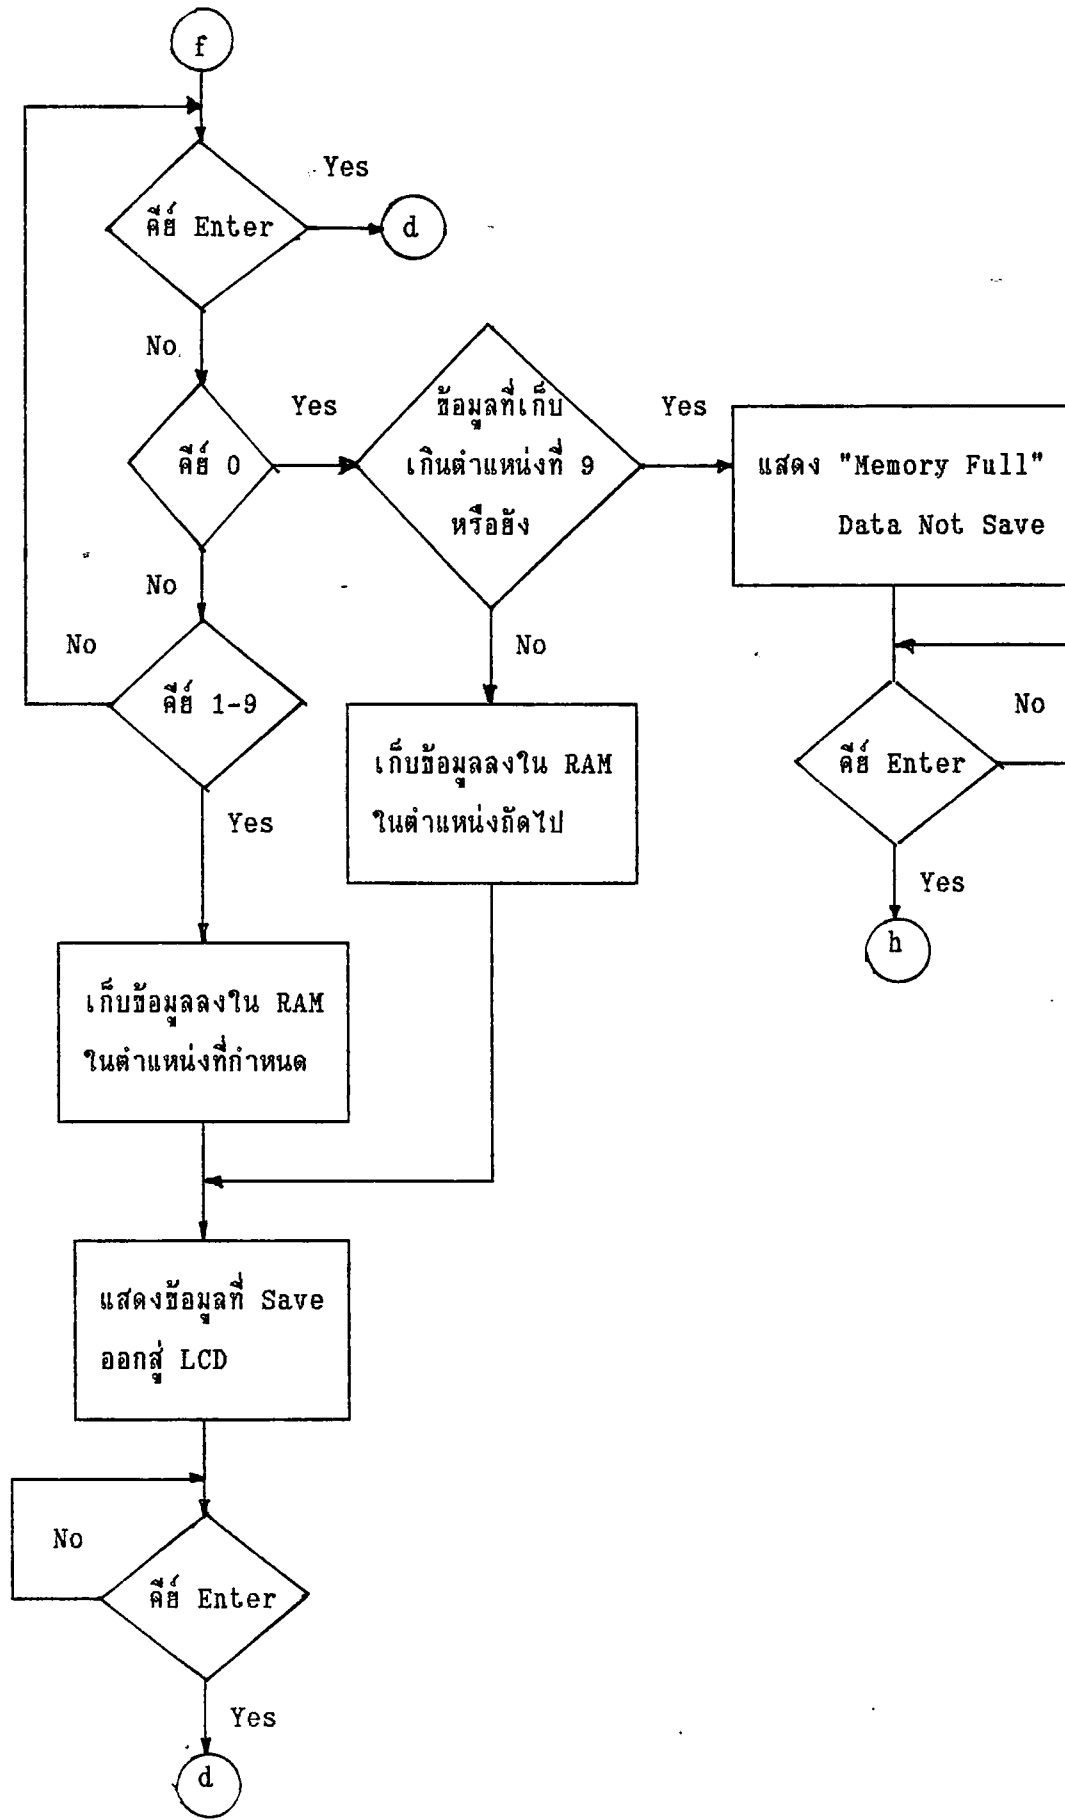 f
Yes
คีย์ Enter
d
No
Yes
ข้อมูลที่เก็บ
เกินตำแหน่งที่ 9
หรือยัง
Yes
คีย์ 0
แสดง "Memory Full"
Data Not Save
No
No
คีย์ 1-9
No
No
คีย์ Enter
เก็บข้อมูลลงใน RAM
ในตำแหน่งถัดไป
Yes
Yes
h
เก็บข้อมูลลงใน RAM
ในตำแหน่งที่กำหนด
แสดงข้อมูลที่ Save
ออกสู่ LCD
No
คีย์ Enter
Yes
d